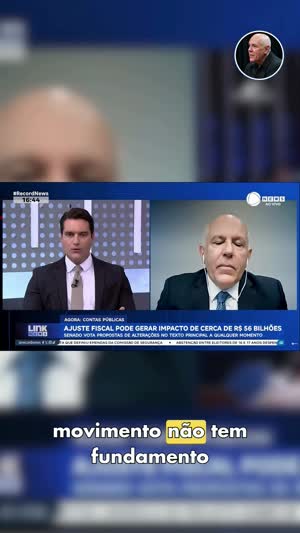 #RecordNews
16:44
NEWS
AO VIVO
AGORA: CONTAS PÚBLICAS
LINK
NEWS
AJUSTE FISCAL PODE GERAR IMPACTO DE CERCA DE R$ 56 BILHÕES
SENADO VOTA PROPOSTAS DE ALTERAÇÕES NO TEXTO PRINCIPAL A QUALQUER MOMENTO
movimento não tem
fundamento